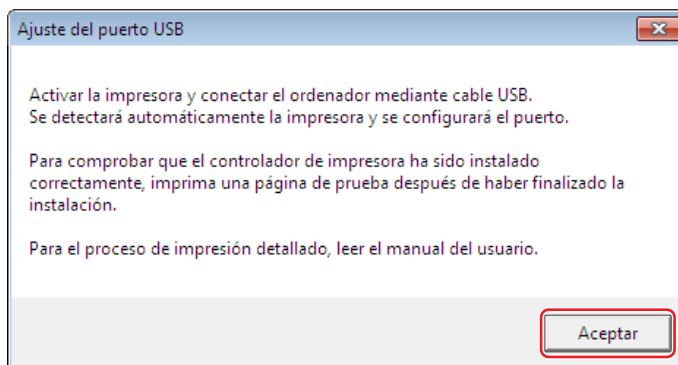 Ajuste del puerto USB
Activar la impresora y conectar el ordenador mediante cable USB.
Se detectará automáticamente la impresora y se configurará el puerto.
Para comprobar que el controlador de impresora ha sido instalado
correctamente, imprima una página de prueba después de haber finalizado la
instalación.
Para el proceso de impresión detallado, leer el manual del usuario.
Aceptar